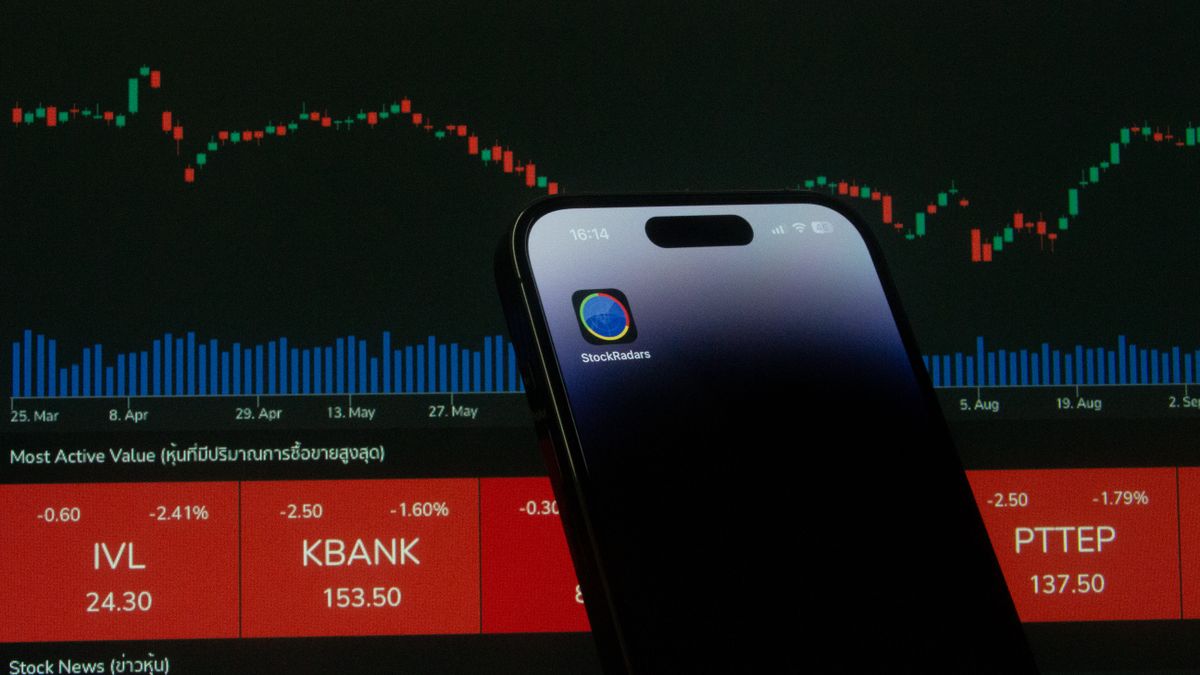 16:14
StockRadars
25. Mar
8. Apr
29. Apr
13. May
27. May
5. Aug
19. Aug
Most Active Value (หุ้นที่มีปริมาณการซื้อขายสูงสุด)
-0.60 -2.41%
IVL
24.30
-2.50 -1.60%
KBANK
153.50
-0.30
-2.50 -1.79%
PTTEP
137.50
Stock News (ข่าวหุ้น)